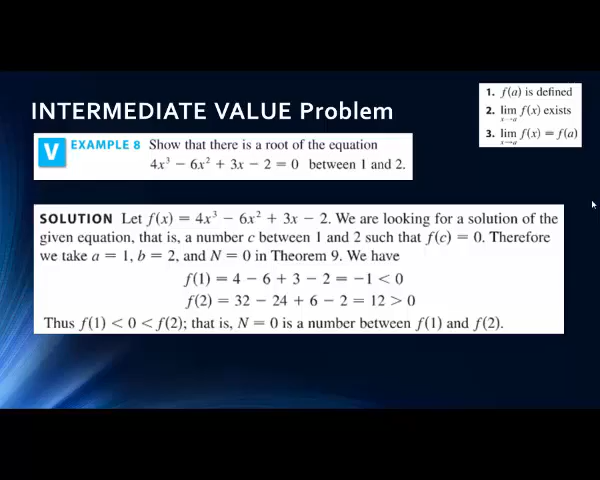 1. f(a) is defined
2. lim f(x) exists
x→a
3. lim f(x) = f(a)
x→a
INTERMEDIATE VALUE Problem
V EXAMPLE 8 Show that there is a root of the equation
4x³ − 6x² + 3x − 2 = 0 between 1 and 2.
SOLUTION Let f(x) = 4x³ − 6x² + 3x − 2. We are looking for a solution of the
given equation, that is, a number c between 1 and 2 such that f(c) = 0. Therefore
we take a = 1, b = 2, and N = 0 in Theorem 9. We have
f(1) = 4 − 6 + 3 − 2 = −1 < 0
f(2) = 32 − 24 + 6 − 2 = 12 > 0
Thus f(1) < 0 < f(2); that is, N = 0 is a number between f(1) and f(2).